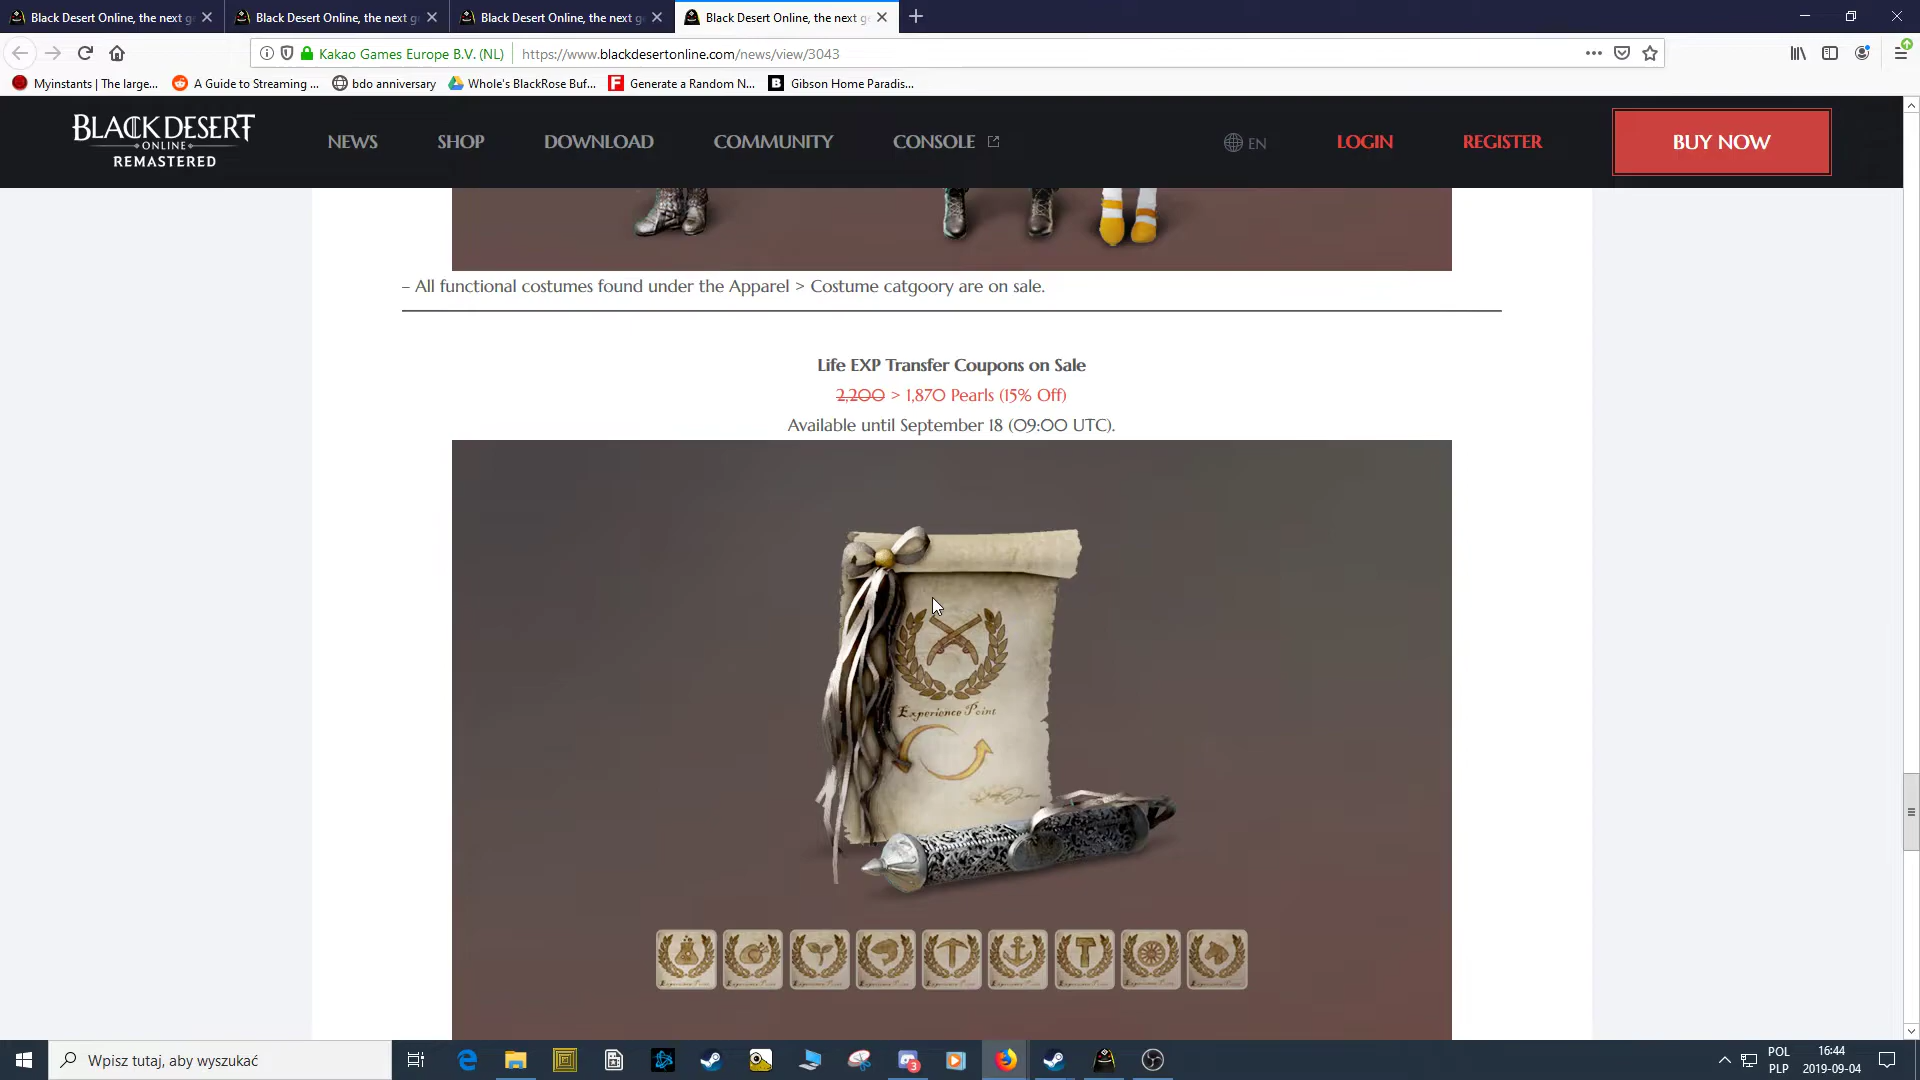 Black Desert Online, the next ge
Black Desert Online, the next ge
Black Desert Online, the next ge
Black Desert Online, the next ge
Kakao Games Europe B.V. (NL)
https://www.blackdesertonline.com/news/view/3043
Myinstants | The large...
A Guide to Streaming ...
bdo anniversary
Whole's BlackRose Buf...
Generate a Random N...
Gibson Home Paradis...
BLACK DESERT
ONLINE
REMASTERED
NEWS
SHOP
DOWNLOAD
COMMUNITY
CONSOLE
EN
LOGIN
REGISTER
BUY NOW
– All functional costumes found under the Apparel > Costume catgoory are on sale.
Life EXP Transfer Coupons on Sale
2,200 > 1,870 Pearls (15% Off)
Available until September 18 (09:00 UTC).
Experience Point
Wpisz tutaj, aby wyszukać
3
POL
PLP
16:44
2019-09-04